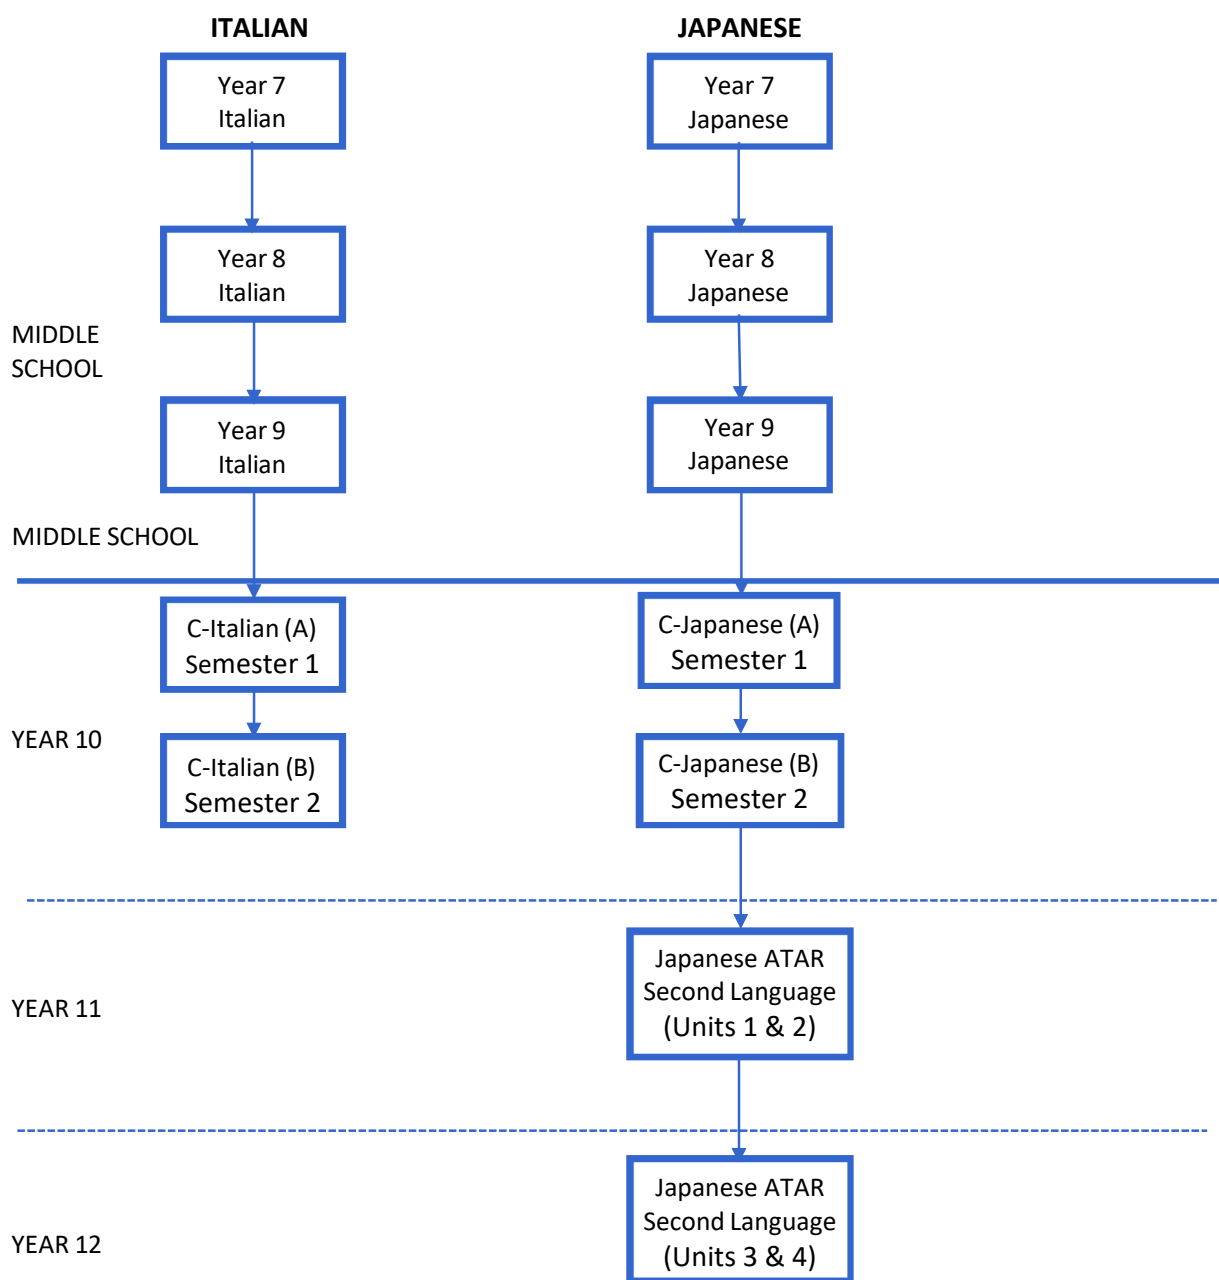 ITALIAN
JAPANESE
Year 7
Italian
Year 7
Japanese
Year 8
Italian
Year 8
Japanese
MIDDLE
SCHOOL
Year 9
Italian
Year 9
Japanese
MIDDLE SCHOOL
C-Italian (A)
Semester 1
C-Japanese (A)
Semester 1
YEAR 10
C-Italian (B)
Semester 2
C-Japanese (B)
Semester 2
YEAR 11
Japanese ATAR
Second Language
(Units 1 & 2)
YEAR 12
Japanese ATAR
Second Language
(Units 3 & 4)